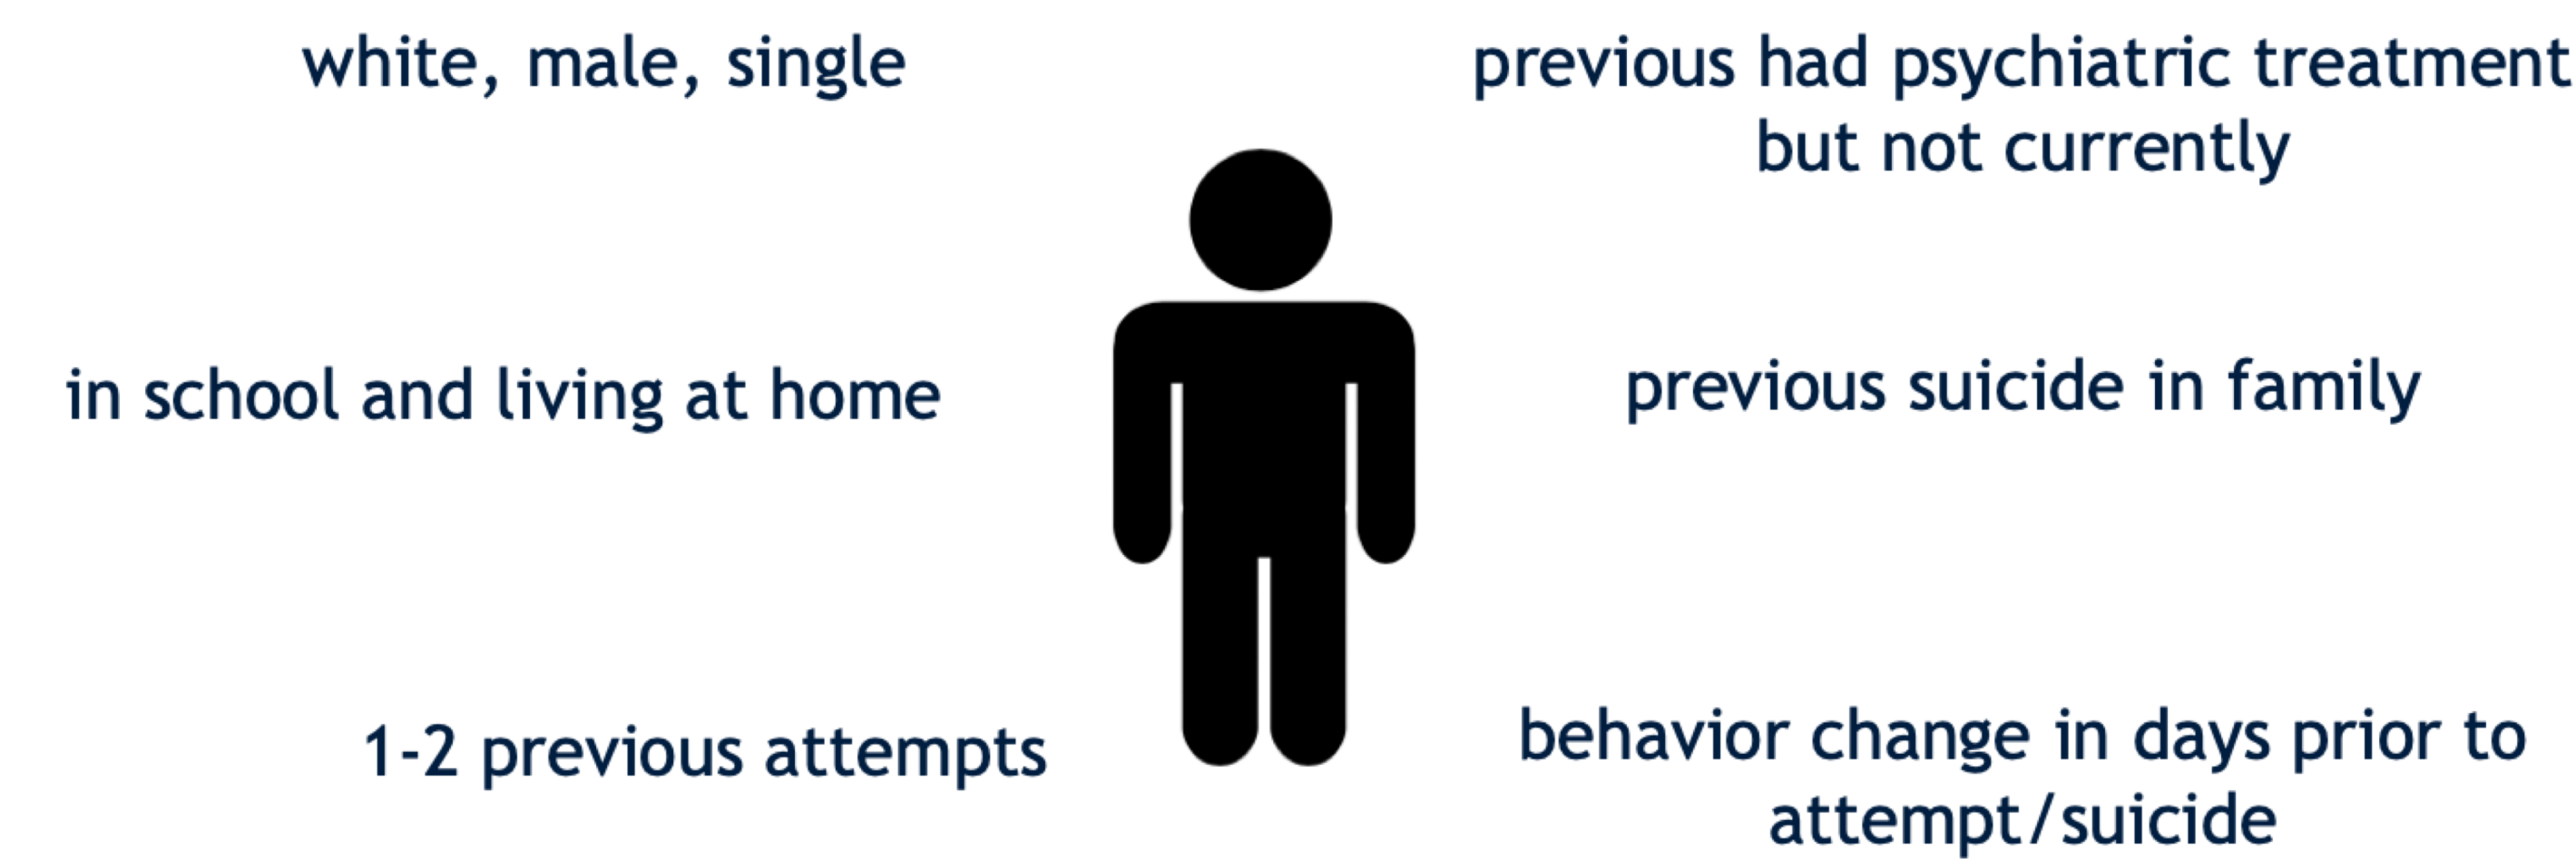 white, male, single
previous had psychiatric treatment
but not currently
in school and living at home
previous suicide in family
1-2 previous attempts
behavior change in days prior to
attempt/suicide